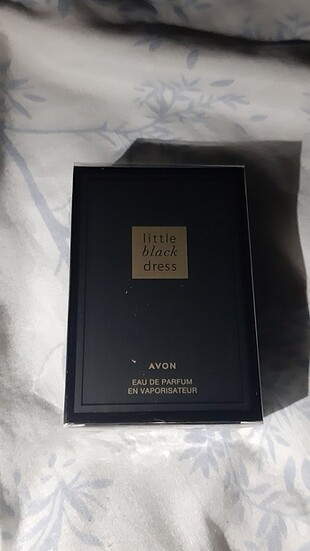 little
black
dress
AVON
EAU DE PARFUM
EN VAPORISATEUR